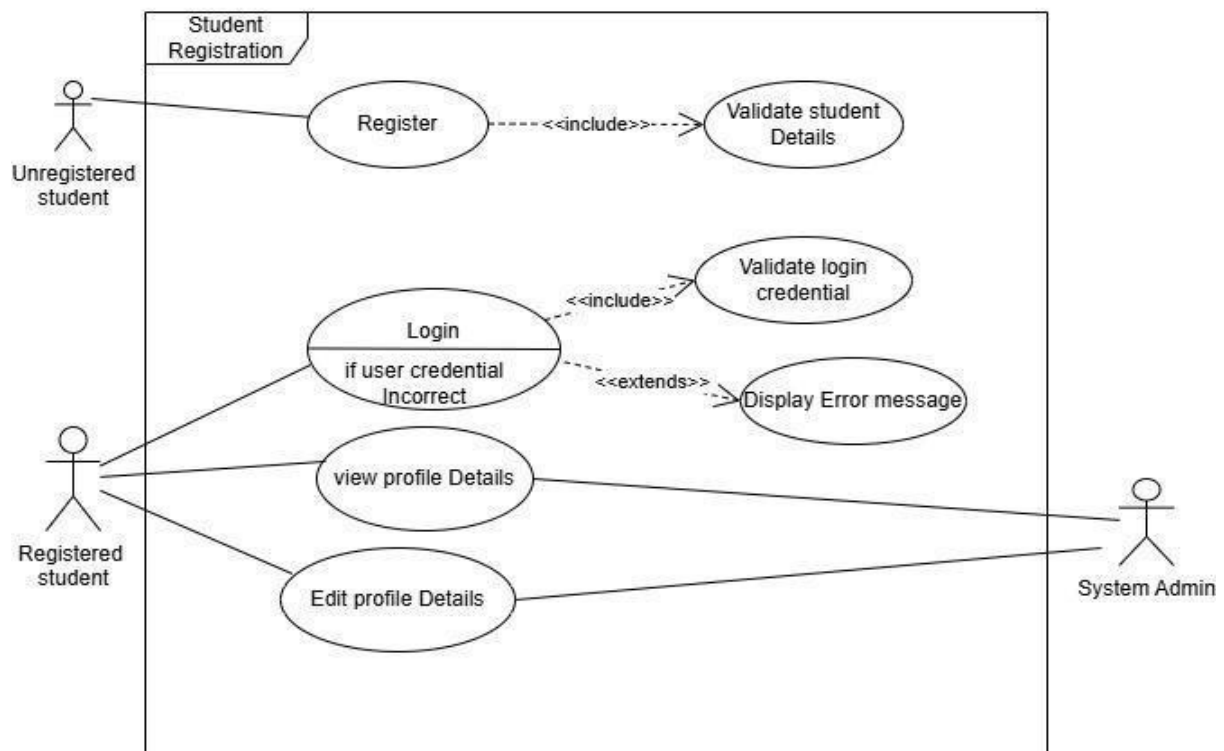 Student
Registration
Register
<<include>>
Validate student
Details
Unregistered
student
Validate login
credential
<<include>>
Login
if user credential
Incorrect
<<extends>>
Display Error message
view profile Details
Registered
student
Edit profile Details
System Admin